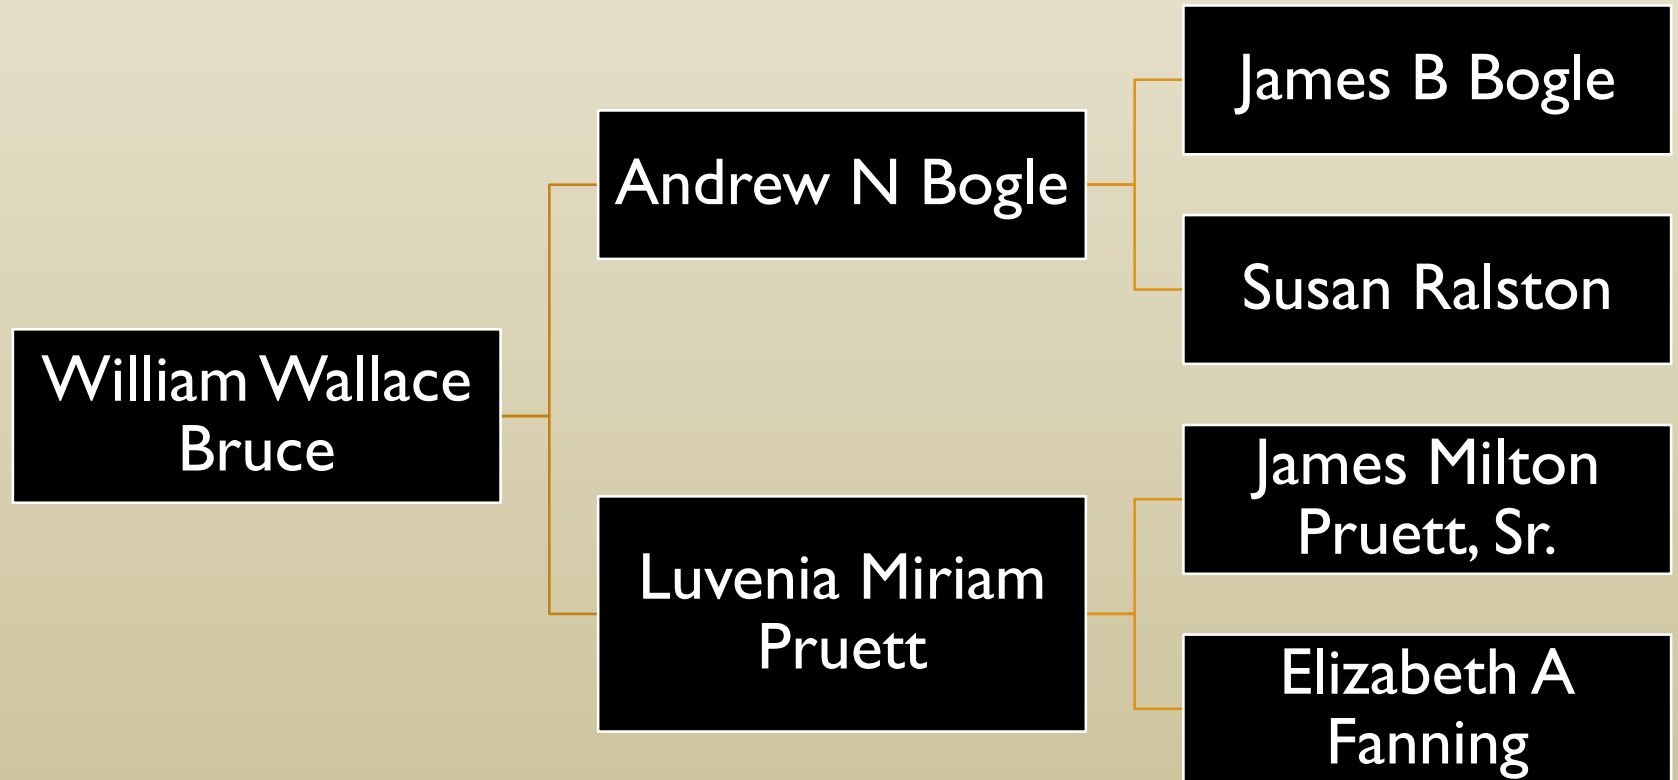 James B Bogle
Andrew N Bogle
Susan Ralston
William Wallace
Bruce
James Milton
Pruett, Sr.
Luvenia Miriam
Pruett
Elizabeth A
Fanning